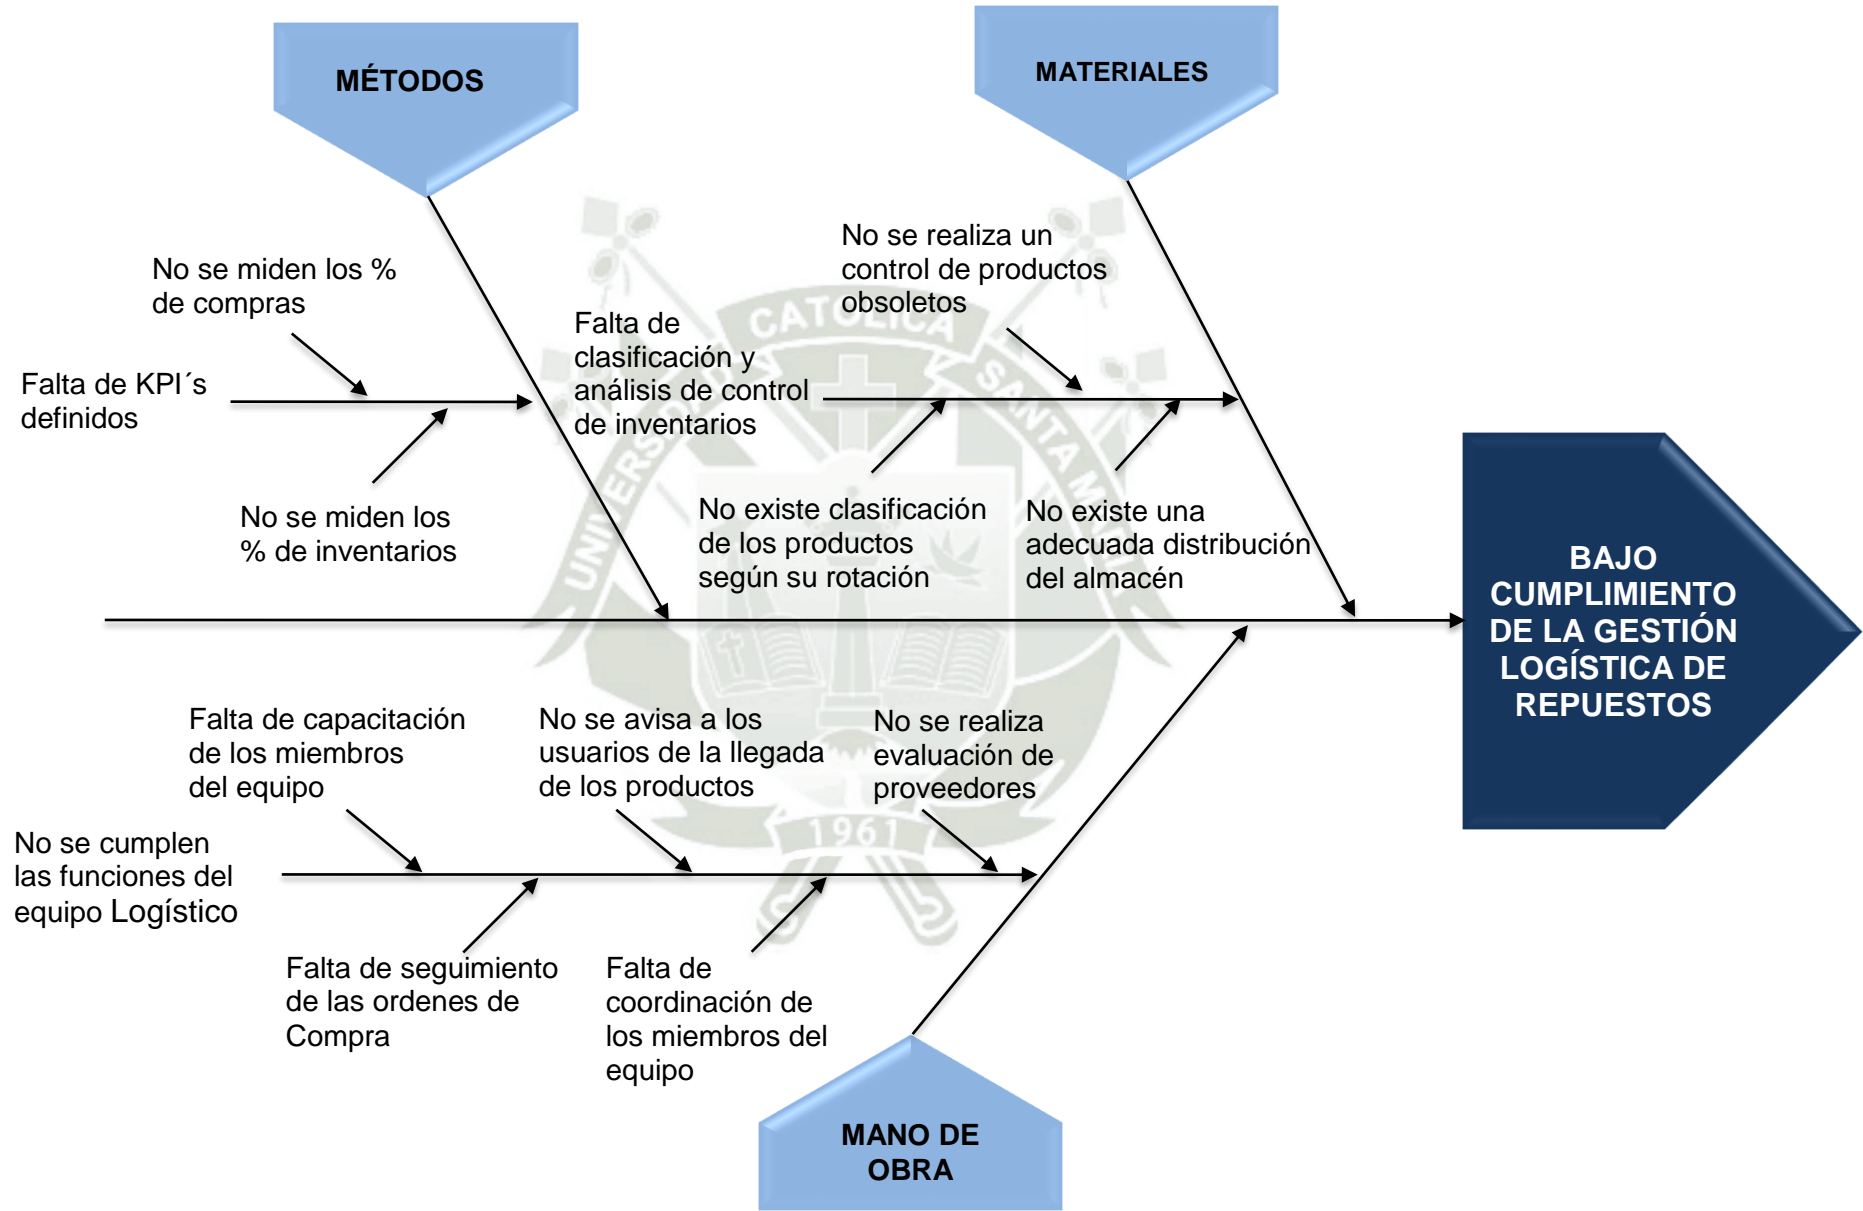 MÉTODOS
MATERIALES
No se miden los %
de compras
Falta de KPI´s
definidos
No se miden los
% de inventarios
Falta de
clasificación y
análisis de control
de inventarios
No se realiza un
control de productos
obsoletos
No existe clasificación
de los productos
según su rotación
No existe una
adecuada distribución
del almacén
BAJO
CUMPLIMIENTO
DE LA GESTIÓN
LOGÍSTICA DE
REPUESTOS
Falta de capacitación
de los miembros
del equipo
No se avisa a los
usuarios de la llegada
de los productos
No se realiza
evaluación de
proveedores
No se cumplen
las funciones del
equipo Logístico
Falta de seguimiento
de las ordenes de
Compra
Falta de
coordinación de
los miembros del
equipo
MANO DE
OBRA
CATOLICA
SANTA
1961